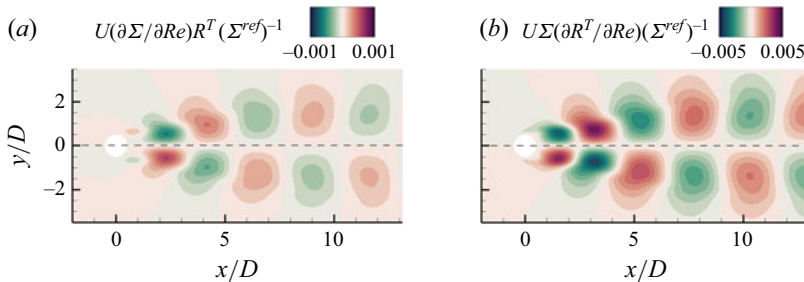 (a) U(∂Σ/∂Re)R^T(Σ^ref)^−1
−0.001 0.001
(b) UΣ(∂R^T/∂Re)(Σ^ref)^−1
−0.005 0.005
y/D
2
0
−2
0 5 10
x/D
0 5 10
x/D